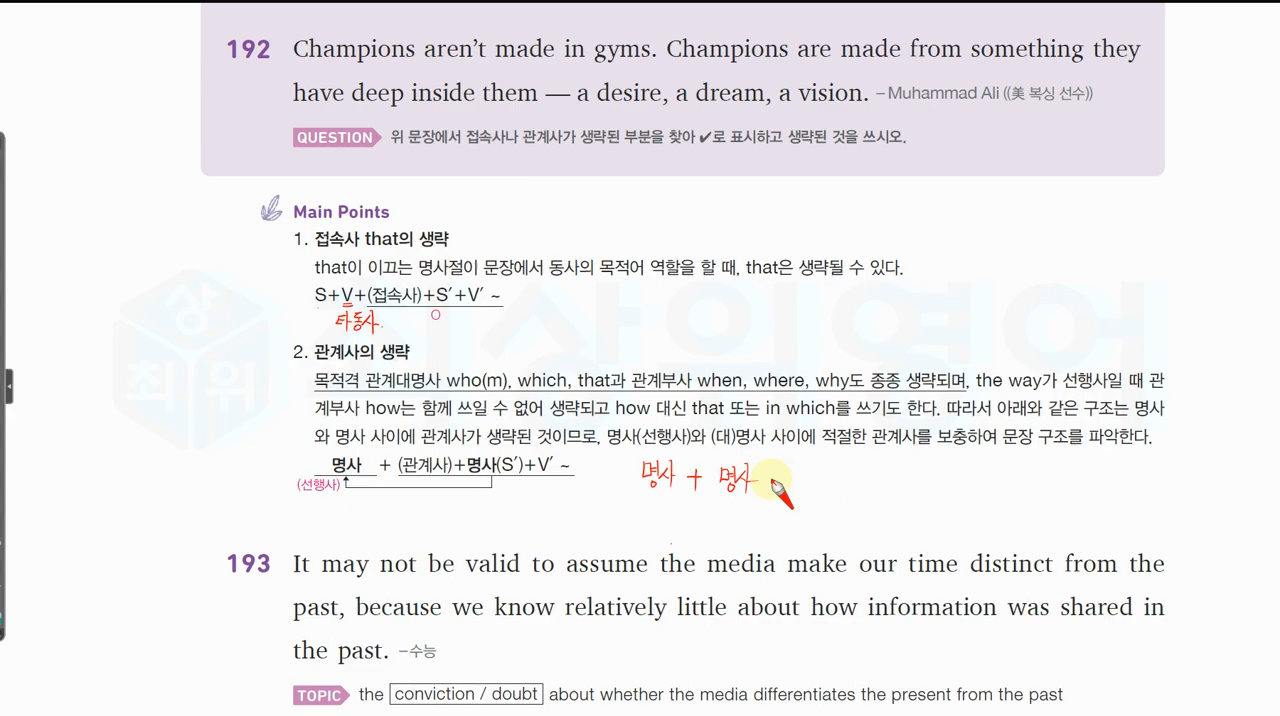 192 Champions aren't made in gyms. Champions are made from something they
have deep inside them — a desire, a dream, a vision. – Muhammad Ali ((美 복싱 선수))
QUESTION 위 문장에서 접속사나 관계사가 생략된 부분을 찾아 ✔로 표시하고 생략된 것을 쓰시오.
Main Points
1. 접속사 that의 생략
that이 이끄는 명사절이 문장에서 동사의 목적어 역할을 할 때, that은 생략될 수 있다.
S+V+(접속사)+S′+V′ ~
타동사. O
2. 관계사의 생략
목적격 관계대명사 who(m), which, that과 관계부사 when, where, why도 종종 생략되며, the way가 선행사일 때 관
계부사 how는 함께 쓰일 수 없어 생략되고 how 대신 that 또는 in which를 쓰기도 한다. 따라서 아래와 같은 구조는 명사
와 명사 사이에 관계사가 생략된 것이므로, 명사(선행사)와 (대)명사 사이에 적절한 관계사를 보충하여 문장 구조를 파악한다.
명사 + (관계사)+명사(S′)+V′ ~ 명사 + 명사
(선행사)
193 It may not be valid to assume the media make our time distinct from the
past, because we know relatively little about how information was shared in
the past. –수능
TOPIC the conviction / doubt about whether the media differentiates the present from the past
상
최 위
최상위영어